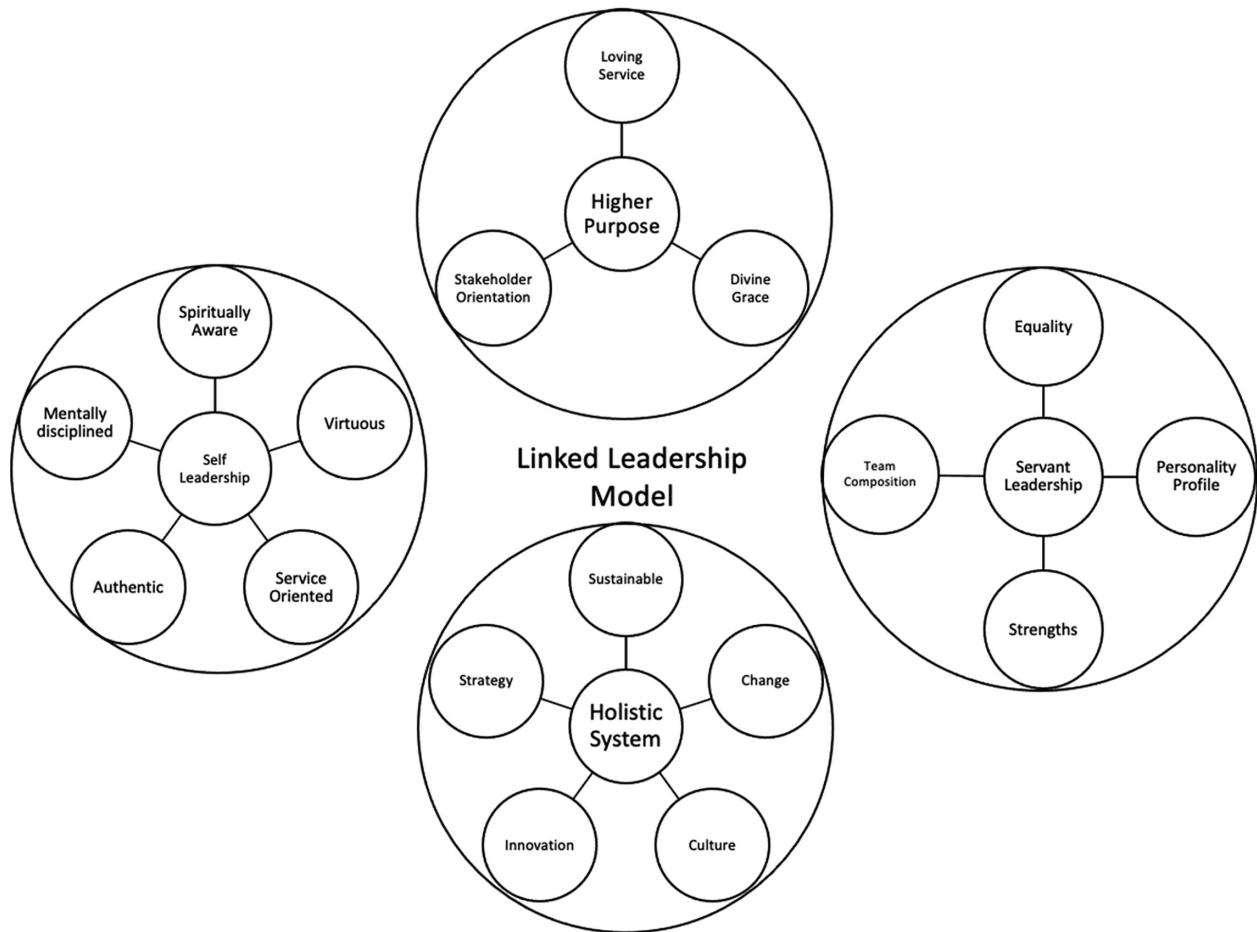 Loving
Service
Higher
Purpose
Stakeholder
Orientation
Divine
Grace
Spiritually
Aware
Mentally
disciplined
Virtuous
Self
Leadership
Authentic
Service
Oriented
Linked Leadership
Model
Equality
Team
Composition
Servant
Leadership
Personality
Profile
Strengths
Sustainable
Strategy
Change
Holistic
System
Innovation
Culture